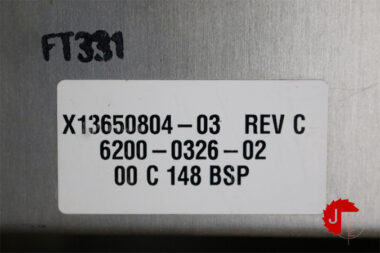 FT331
X13650804-03 REV C
6200-0326-02
00 C 148 BSP
J